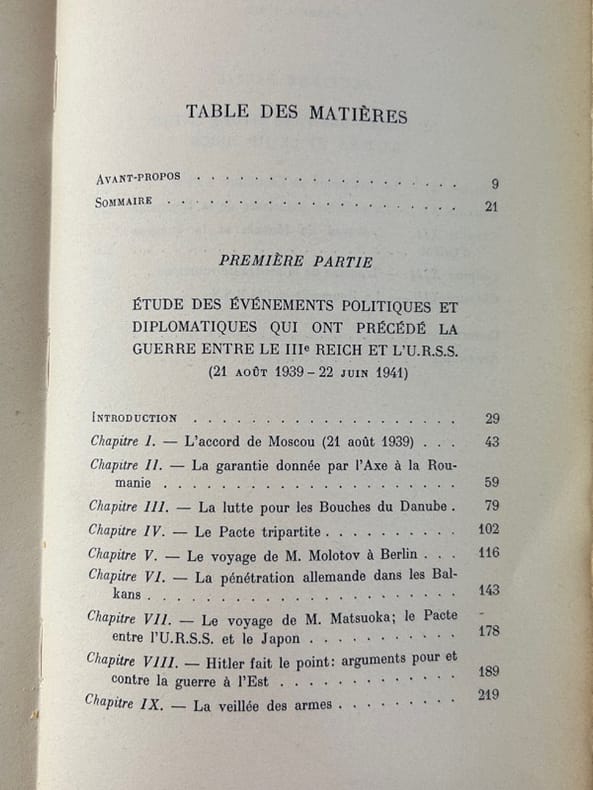 TABLE DES MATIÈRES
AVANT-PROPOS . . . . . . . . . . . . . . . . . . . 9
SOMMAIRE . . . . . . . . . . . . . . . . . . . . . 21
PREMIÈRE PARTIE
ÉTUDE DES ÉVÉNEMENTS POLITIQUES ET
DIPLOMATIQUES QUI ONT PRÉCÉDÉ LA
GUERRE ENTRE LE IIIe REICH ET L'U.R.S.S.
(21 AOÛT 1939 – 22 JUIN 1941)
INTRODUCTION . . . . . . . . . . . . . . . . . . . 29
Chapitre I. — L'accord de Moscou (21 août 1939) . . . 43
Chapitre II. — La garantie donnée par l'Axe à la Rou-
manie . . . . . . . . . . . . . . . . . . . . . 59
Chapitre III. — La lutte pour les Bouches du Danube . 79
Chapitre IV. — Le Pacte tripartite . . . . . . . . . . 102
Chapitre V. — Le voyage de M. Molotov à Berlin . . . 116
Chapitre VI. — La pénétration allemande dans les Bal-
kans . . . . . . . . . . . . . . . . . . . . . . 143
Chapitre VII. — Le voyage de M. Matsuoka; le Pacte
entre l'U.R.S.S. et le Japon . . . . . . . . . . . 178
Chapitre VIII. — Hitler fait le point: arguments pour et
contre la guerre à l'Est . . . . . . . . . . . . . 189
Chapitre IX. — La veillée des armes . . . . . . . . . 219